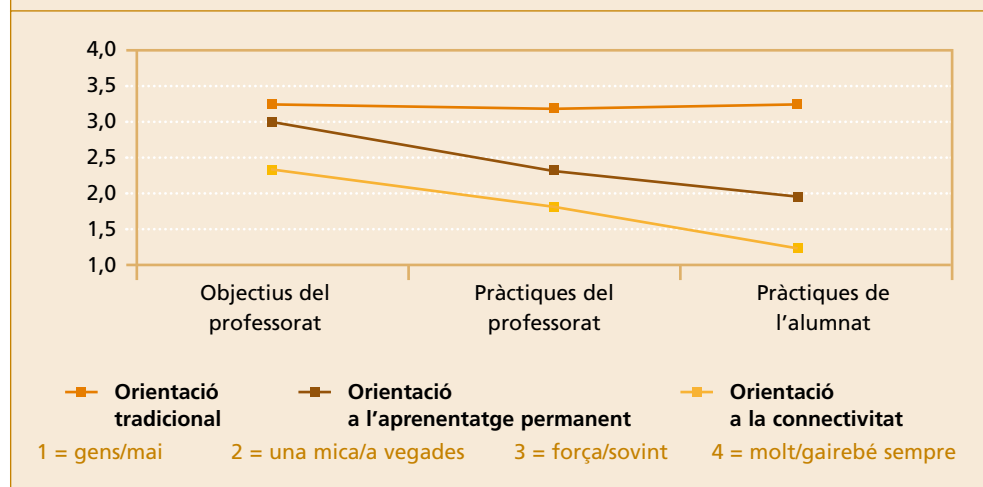 4,0
3,5
3,0
2,5
2,0
1,5
1,0
Objectius del
professorat
Pràctiques del
professorat
Pràctiques de
l’alumnat
Orientació
tradicional
Orientació
a l’aprenentatge permanent
Orientació
a la connectivitat
1 = gens/mai
2 = una mica/a vegades
3 = força/sovint
4 = molt/gairebé sempre